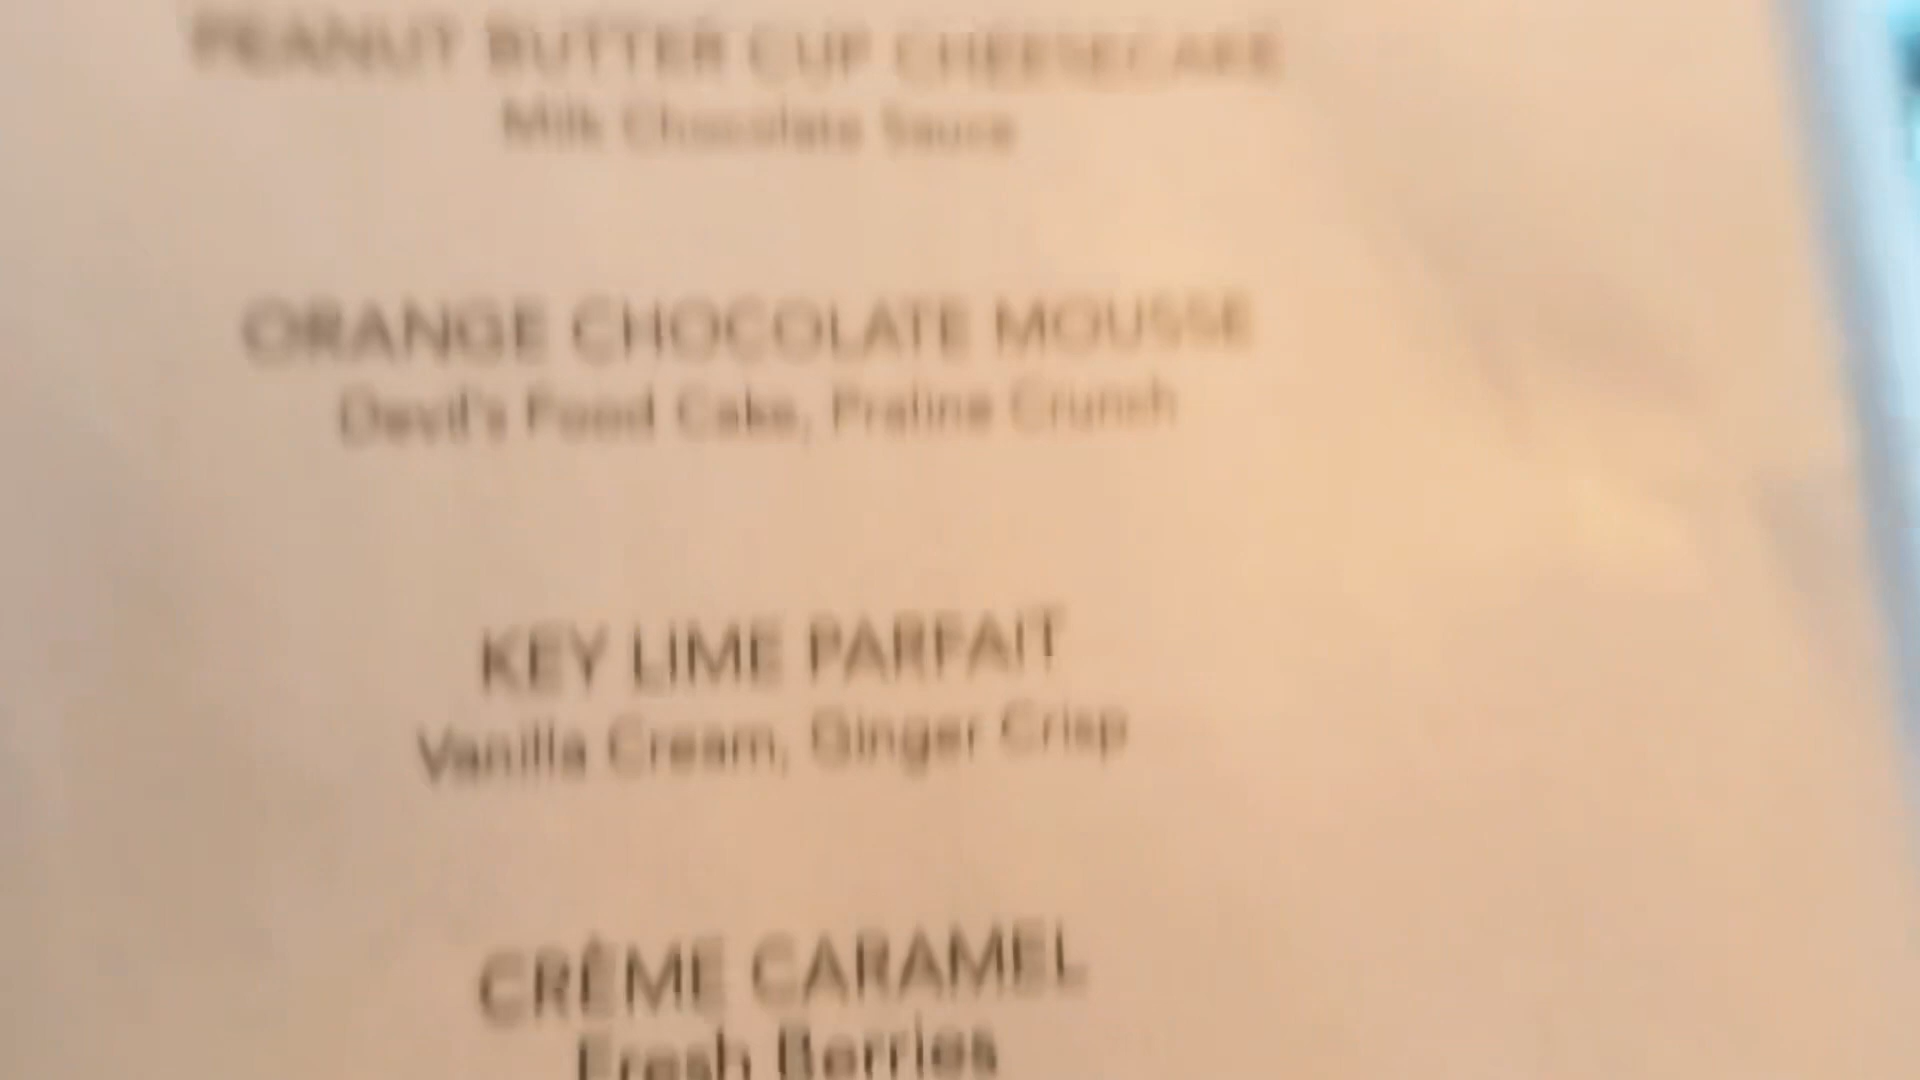 PEANUT BUTTER CUP CHEESECAKE
Milk Chocolate Sauce
ORANGE CHOCOLATE MOUSSE
Devil's Food Cake, Praline Crunch
KEY LIME PARFAIT
Vanilla Cream, Ginger Crisp
CRÈME CARAMEL
Fresh Berries